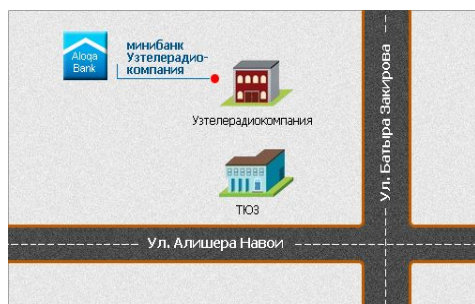 Aloqa
Bank
минибанк
Узтелерадио-
компания
Узтелерадиокомпания
ТЮЗ
Ул. Алишера Навои
Ул. Батыра Закирова